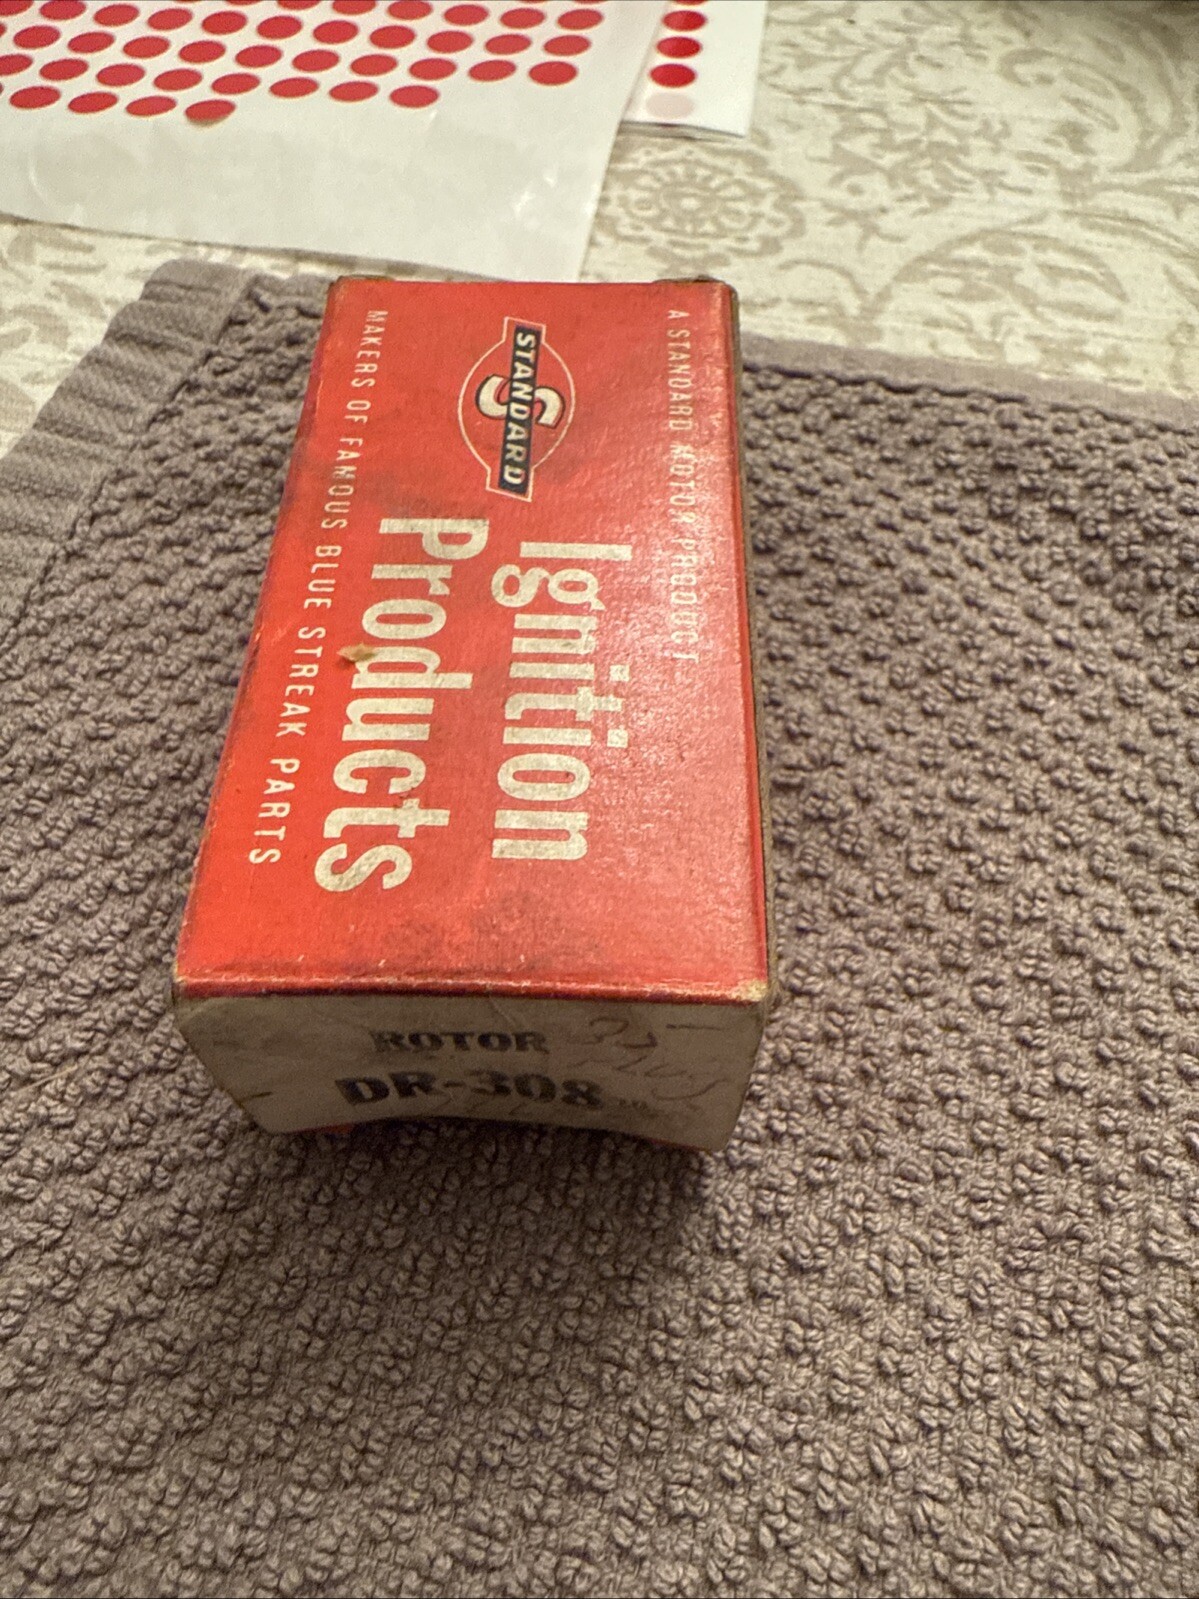 A STANDARD MOTOR PRODUCT
STANDARD
S
Ignition
Products
MAKERS OF FAMOUS BLUE STREAK PARTS
ROTOR
DR-308